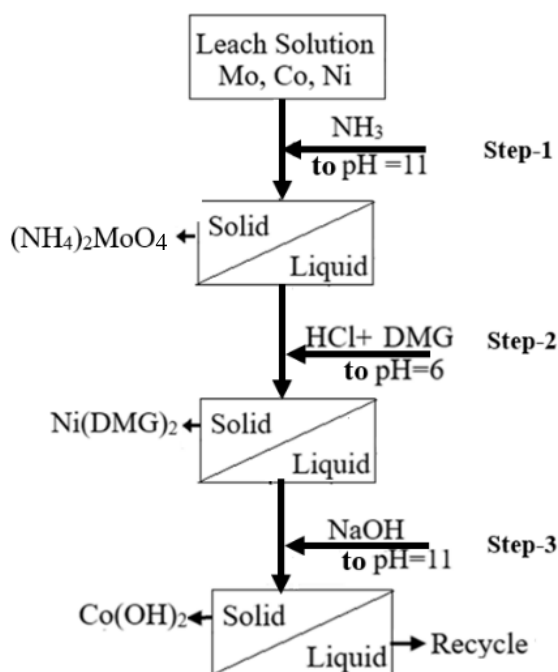 Leach Solution
Mo, Co, Ni
NH3
to pH =11
Step-1
(NH4)2MoO4
Solid
Liquid
HCl+ DMG
to pH=6
Step-2
Ni(DMG)2
Solid
Liquid
NaOH
to pH=11
Step-3
Co(OH)2
Solid
Liquid
Recycle